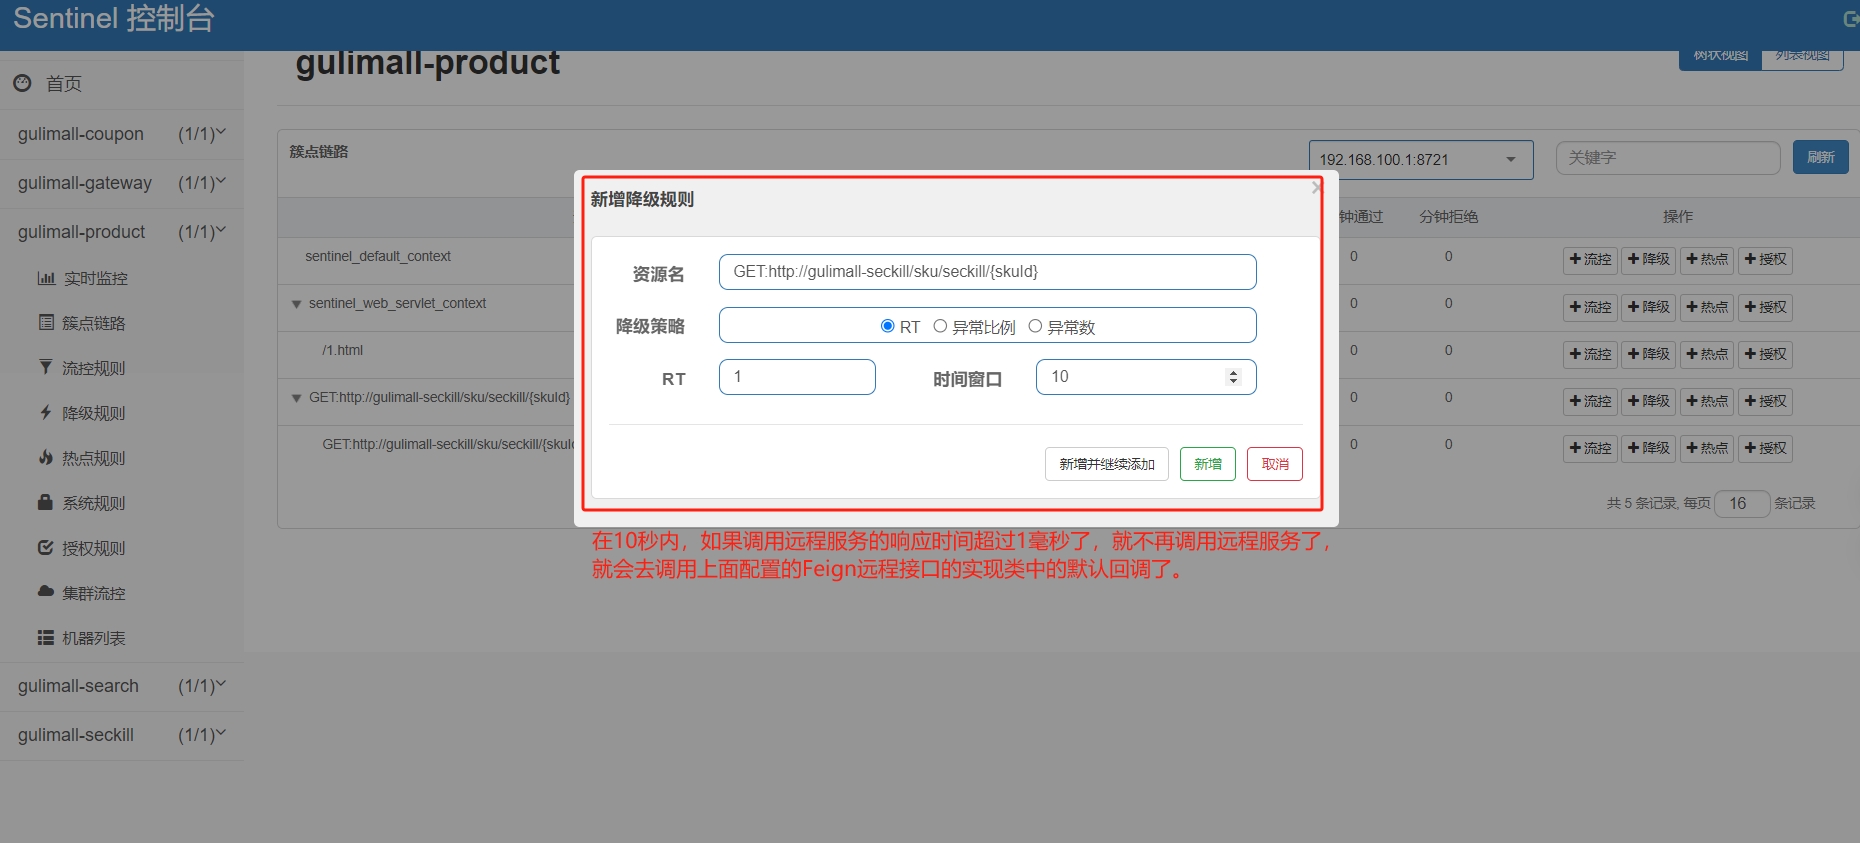 Sentinel 控制台
gulimall-product
树状视图 列表视图
首页
gulimall-coupon (1/1)
gulimall-gateway (1/1)
gulimall-product (1/1)
实时监控
簇点链路
流控规则
降级规则
热点规则
系统规则
授权规则
集群流控
机器列表
gulimall-search (1/1)
gulimall-seckill (1/1)
簇点链路
192.168.100.1:8721 关键字 刷新
钟通过 分钟拒绝 操作
sentinel_default_context 0 0 流控 降级 热点 授权
sentinel_web_servlet_context 0 0 流控 降级 热点 授权
/1.html 0 0 流控 降级 热点 授权
GET:http://gulimall-seckill/sku/seckill/{skuId} 0 0 流控 降级 热点 授权
GET:http://gulimall-seckill/sku/seckill/{skuId 0 0 流控 降级 热点 授权
共 5 条记录, 每页 16 条记录
新增降级规则 ×
资源名 GET:http://gulimall-seckill/sku/seckill/{skuId}
降级策略 RT 异常比例 异常数
RT 1 时间窗口 10
新增并继续添加 新增 取消
在10秒内，如果调用远程服务的响应时间超过1毫秒了，就不再调用远程服务了，
就会去调用上面配置的Feign远程接口的实现类中的默认回调了。